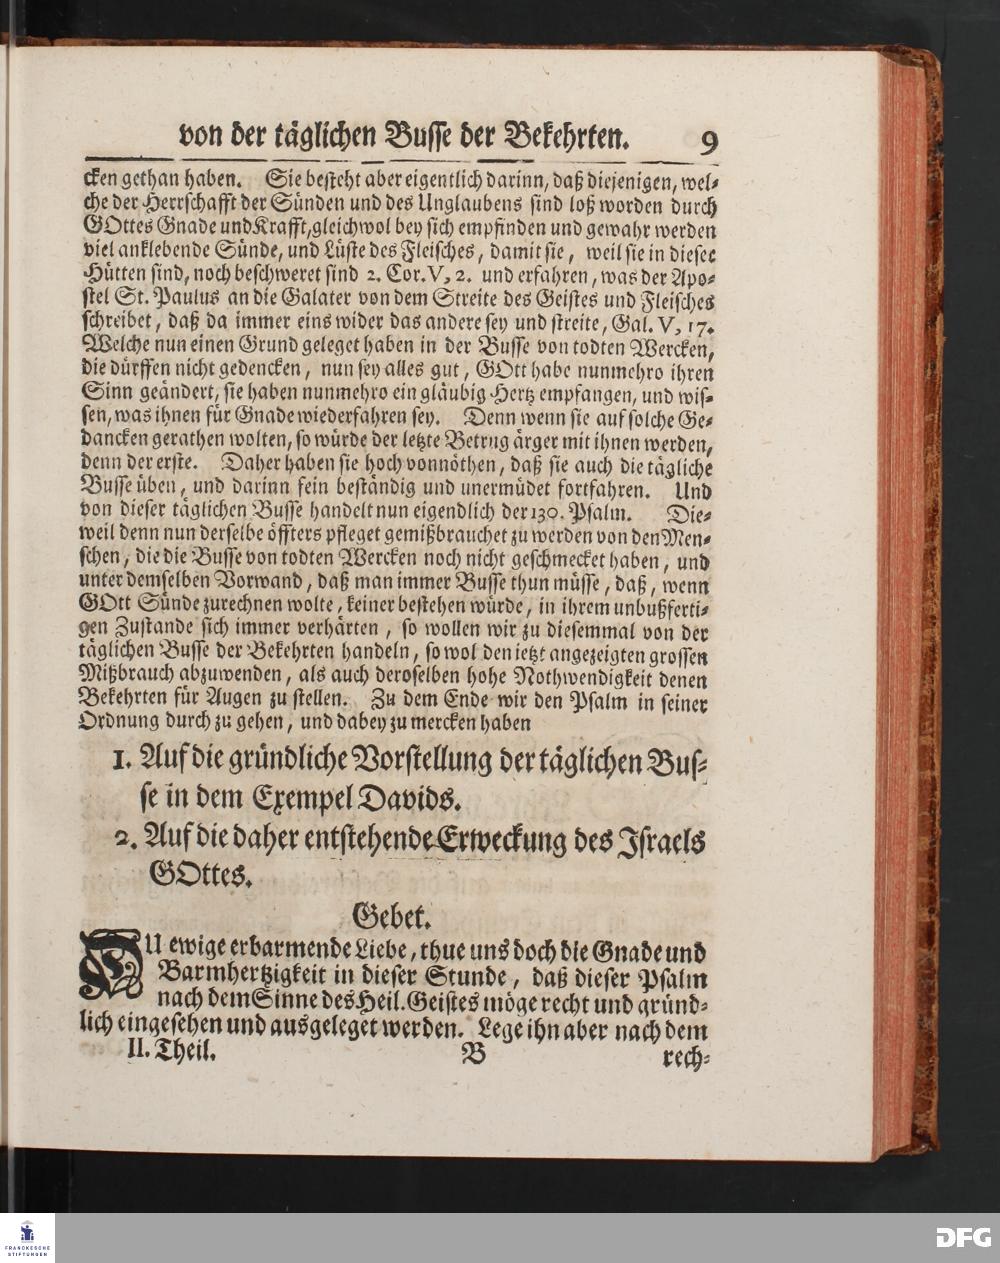 von der täglichen Busse der Bekehrten. 9
cken gethan haben. Sie besteht aber eigentlich darinn, daß diejenigen, wel-
che der Herrschafft der Sünden und des Unglaubens sind loß worden durch
GOttes Gnade und Krafft, gleichwol bey sich empfinden und gewahr werden
viel anklebende Sünde, und Lüste des Fleisches, damit sie, weil sie in dieser
Hütten sind, noch beschweret sind 2. Cor. V, 2. und erfahren, was der Apo-
stel St. Paulus an die Galater von dem Streite des Geistes und Fleisches
schreibet, daß da immer eins wider das andere sey und streite, Gal. V, 17.
Welche nun einen Grund geleget haben in der Busse von todten Wercken,
die dürffen nicht gedencken, nun sey alles gut, GOtt habe nunmehro ihren
Sinn geändert, sie haben nunmehro ein gläubig Hertz empfangen, und wis-
sen, was ihnen für Gnade wiederfahren sey. Denn wenn sie auf solche Ge-
dancken gerathen wolten, so würde der letzte Betrug ärger mit ihnen werden,
denn der erste. Daher haben sie hoch vonnöthen, daß sie auch die tägliche
Busse üben, und darinn fein beständig und unermüdet fortfahren. Und
von dieser täglichen Busse handelt nun eigendlich der 130. Psalm. Die-
weil denn nun derselbe öffters pfleget gemißbrauchet zu werden von den Men-
schen, die die Busse von todten Wercken noch nicht geschmecket haben, und
unter demselben Vorwand, daß man immer Busse thun müsse, daß, wenn
GOtt Sünde zurechnen wolte, keiner bestehen würde, in ihrem unbußferti-
gen Zustande sich immer verhärten, so wollen wir zu diesemmal von der
täglichen Busse der Bekehrten handeln, so wol den ietzt angezeigten grossen
Mißbrauch abzuwenden, als auch deroselben hohe Nothwendigkeit denen
Bekehrten für Augen zu stellen. Zu dem Ende wir den Psalm in seiner
Ordnung durch zu gehen, und dabey zu mercken haben
1. Auf die gründliche Vorstellung der täglichen Bus-
se in dem Exempel Davids.
2. Auf die daher entstehende Erweckung des Israels
GOttes.
Gebet.
DU ewige erbarmende Liebe, thue uns doch die Gnade und
Barmhertzigkeit in dieser Stunde, daß dieser Psalm
nach dem Sinne des Heil. Geistes möge recht und gründ-
lich eingesehen und ausgeleget werden. Lege ihn aber nach dem
II. Theil. B rech-
FRANCKESCHE
STIFTUNGEN
DFG